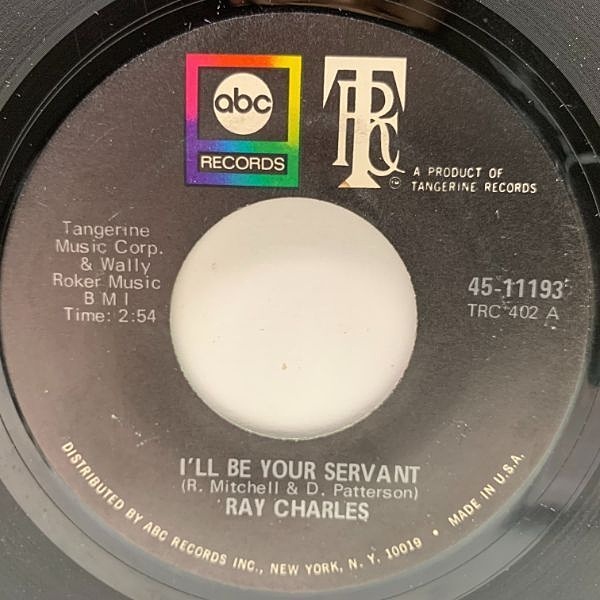 abc
RECORDS
TRC
™
A PRODUCT OF
TANGERINE RECORDS
Tangerine
Music Corp.
& Wally
Roker Music
B M I
Time: 2:54
45-11193
TRC 402 A
I'LL BE YOUR SERVANT
(R. Mitchell & D. Patterson)
RAY CHARLES
DISTRIBUTED BY ABC RECORDS INC., NEW YORK, N. Y. 10019 • MADE IN U.S.A.